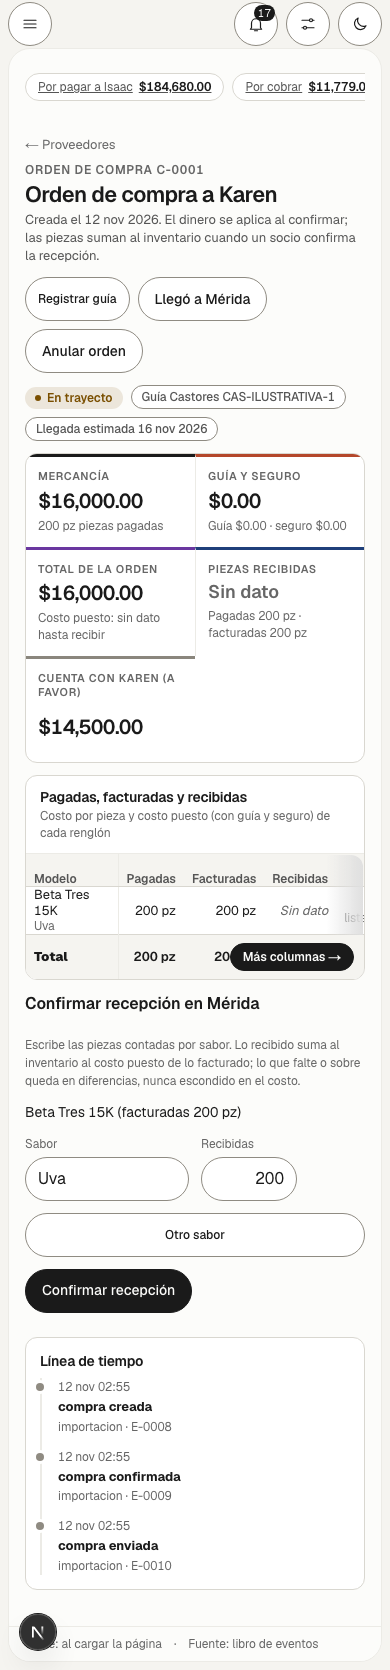 17
Por pagar a Isaac $184,680.00 Por cobrar $11,779.0
← Proveedores
ORDEN DE COMPRA C-0001
Orden de compra a Karen
Creada el 12 nov 2026. El dinero se aplica al confirmar;
las piezas suman al inventario cuando un socio confirma
la recepción.
Registrar guía Llegó a Mérida
Anular orden
En trayecto Guía Castores CAS-ILUSTRATIVA-1
Llegada estimada 16 nov 2026
MERCANCÍA
$16,000.00
200 pz piezas pagadas
GUÍA Y SEGURO
$0.00
Guía $0.00 · seguro $0.00
TOTAL DE LA ORDEN
$16,000.00
Costo puesto: sin dato
hasta recibir
PIEZAS RECIBIDAS
Sin dato
Pagadas 200 pz ·
facturadas 200 pz
CUENTA CON KAREN (A
FAVOR)
$14,500.00
Pagadas, facturadas y recibidas
Costo por pieza y costo puesto (con guía y seguro) de
cada renglón
Modelo Pagadas Facturadas Recibidas
Beta Tres
15K
Uva
200 pz 200 pz Sin dato
Total 200 pz 20 Más columnas →
Confirmar recepción en Mérida
Escribe las piezas contadas por sabor. Lo recibido suma al
inventario al costo puesto de lo facturado; lo que falte o sobre
queda en diferencias, nunca escondido en el costo.
Beta Tres 15K (facturadas 200 pz)
Sabor Recibidas
Uva 200
Otro sabor
Confirmar recepción
Línea de tiempo
12 nov 02:55
compra creada
importacion · E-0008
12 nov 02:55
compra confirmada
importacion · E-0009
12 nov 02:55
compra enviada
importacion · E-0010
N
: al cargar la página · Fuente: libro de eventos